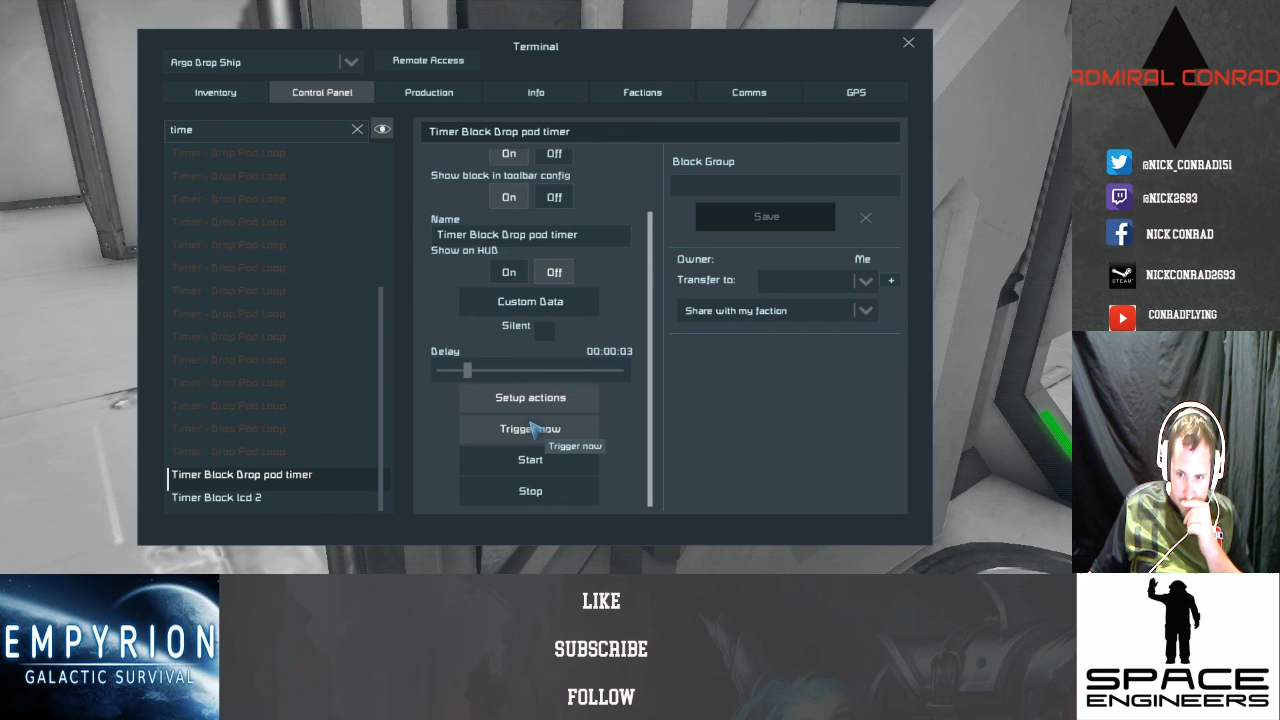 Terminal
Argo Drop Ship
Remote Access
Inventory
Control Panel
Production
Info
Factions
Comms
GPS
time
Timer - Drop Pod Loop
Timer - Drop Pod Loop
Timer - Drop Pod Loop
Timer - Drop Pod Loop
Timer - Drop Pod Loop
Timer - Drop Pod Loop
Timer - Drop Pod Loop
Timer - Drop Pod Loop
Timer - Drop Pod Loop
Timer - Drop Pod Loop
Timer - Drop Pod Loop
Timer - Drop Pod Loop
Timer - Drop Pod Loop
Timer - Drop Pod Loop
Timer Block Drop pod timer
Timer Block lcd 2
Timer Block Drop pod timer
On Off
Show block in toolbar config
On Off
Name
Timer Block Drop pod timer
Show on HUD
On Off
Custom Data
Silent
Delay 00:00:03
Setup actions
Trigger now
Trigger now
Start
Stop
Block Group
Save
Owner: Me
Transfer to:
+
Share with my faction
ADMIRAL CONRAD
@NICK_CONRAD151
@NICK2693
NICK CONRAD
STEAM
NICKCONRAD2693
CONRADFLYING
EMPYRION
GALACTIC SURVIVAL
LIKE
SUBSCRIBE
FOLLOW
SPACE
ENGINEERS